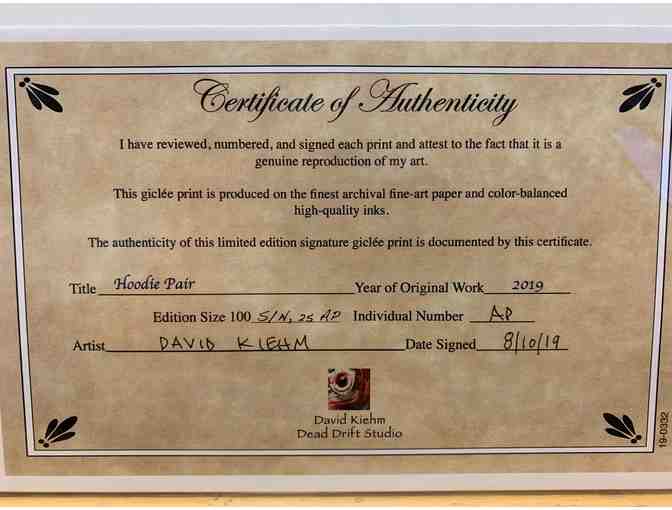 Certificate of Authenticity
I have reviewed, numbered, and signed each print and attest to the fact that it is a
genuine reproduction of my art.
This giclée print is produced on the finest archival fine-art paper and color-balanced
high-quality inks.
The authenticity of this limited edition signature giclée print is documented by this certificate.
Title Hoodie Pair Year of Original Work 2019
Edition Size 100 S/N, 25 AP Individual Number AP
Artist DAVID KIEHM Date Signed 8/10/19
David Kiehm
Dead Drift Studio
19-0332